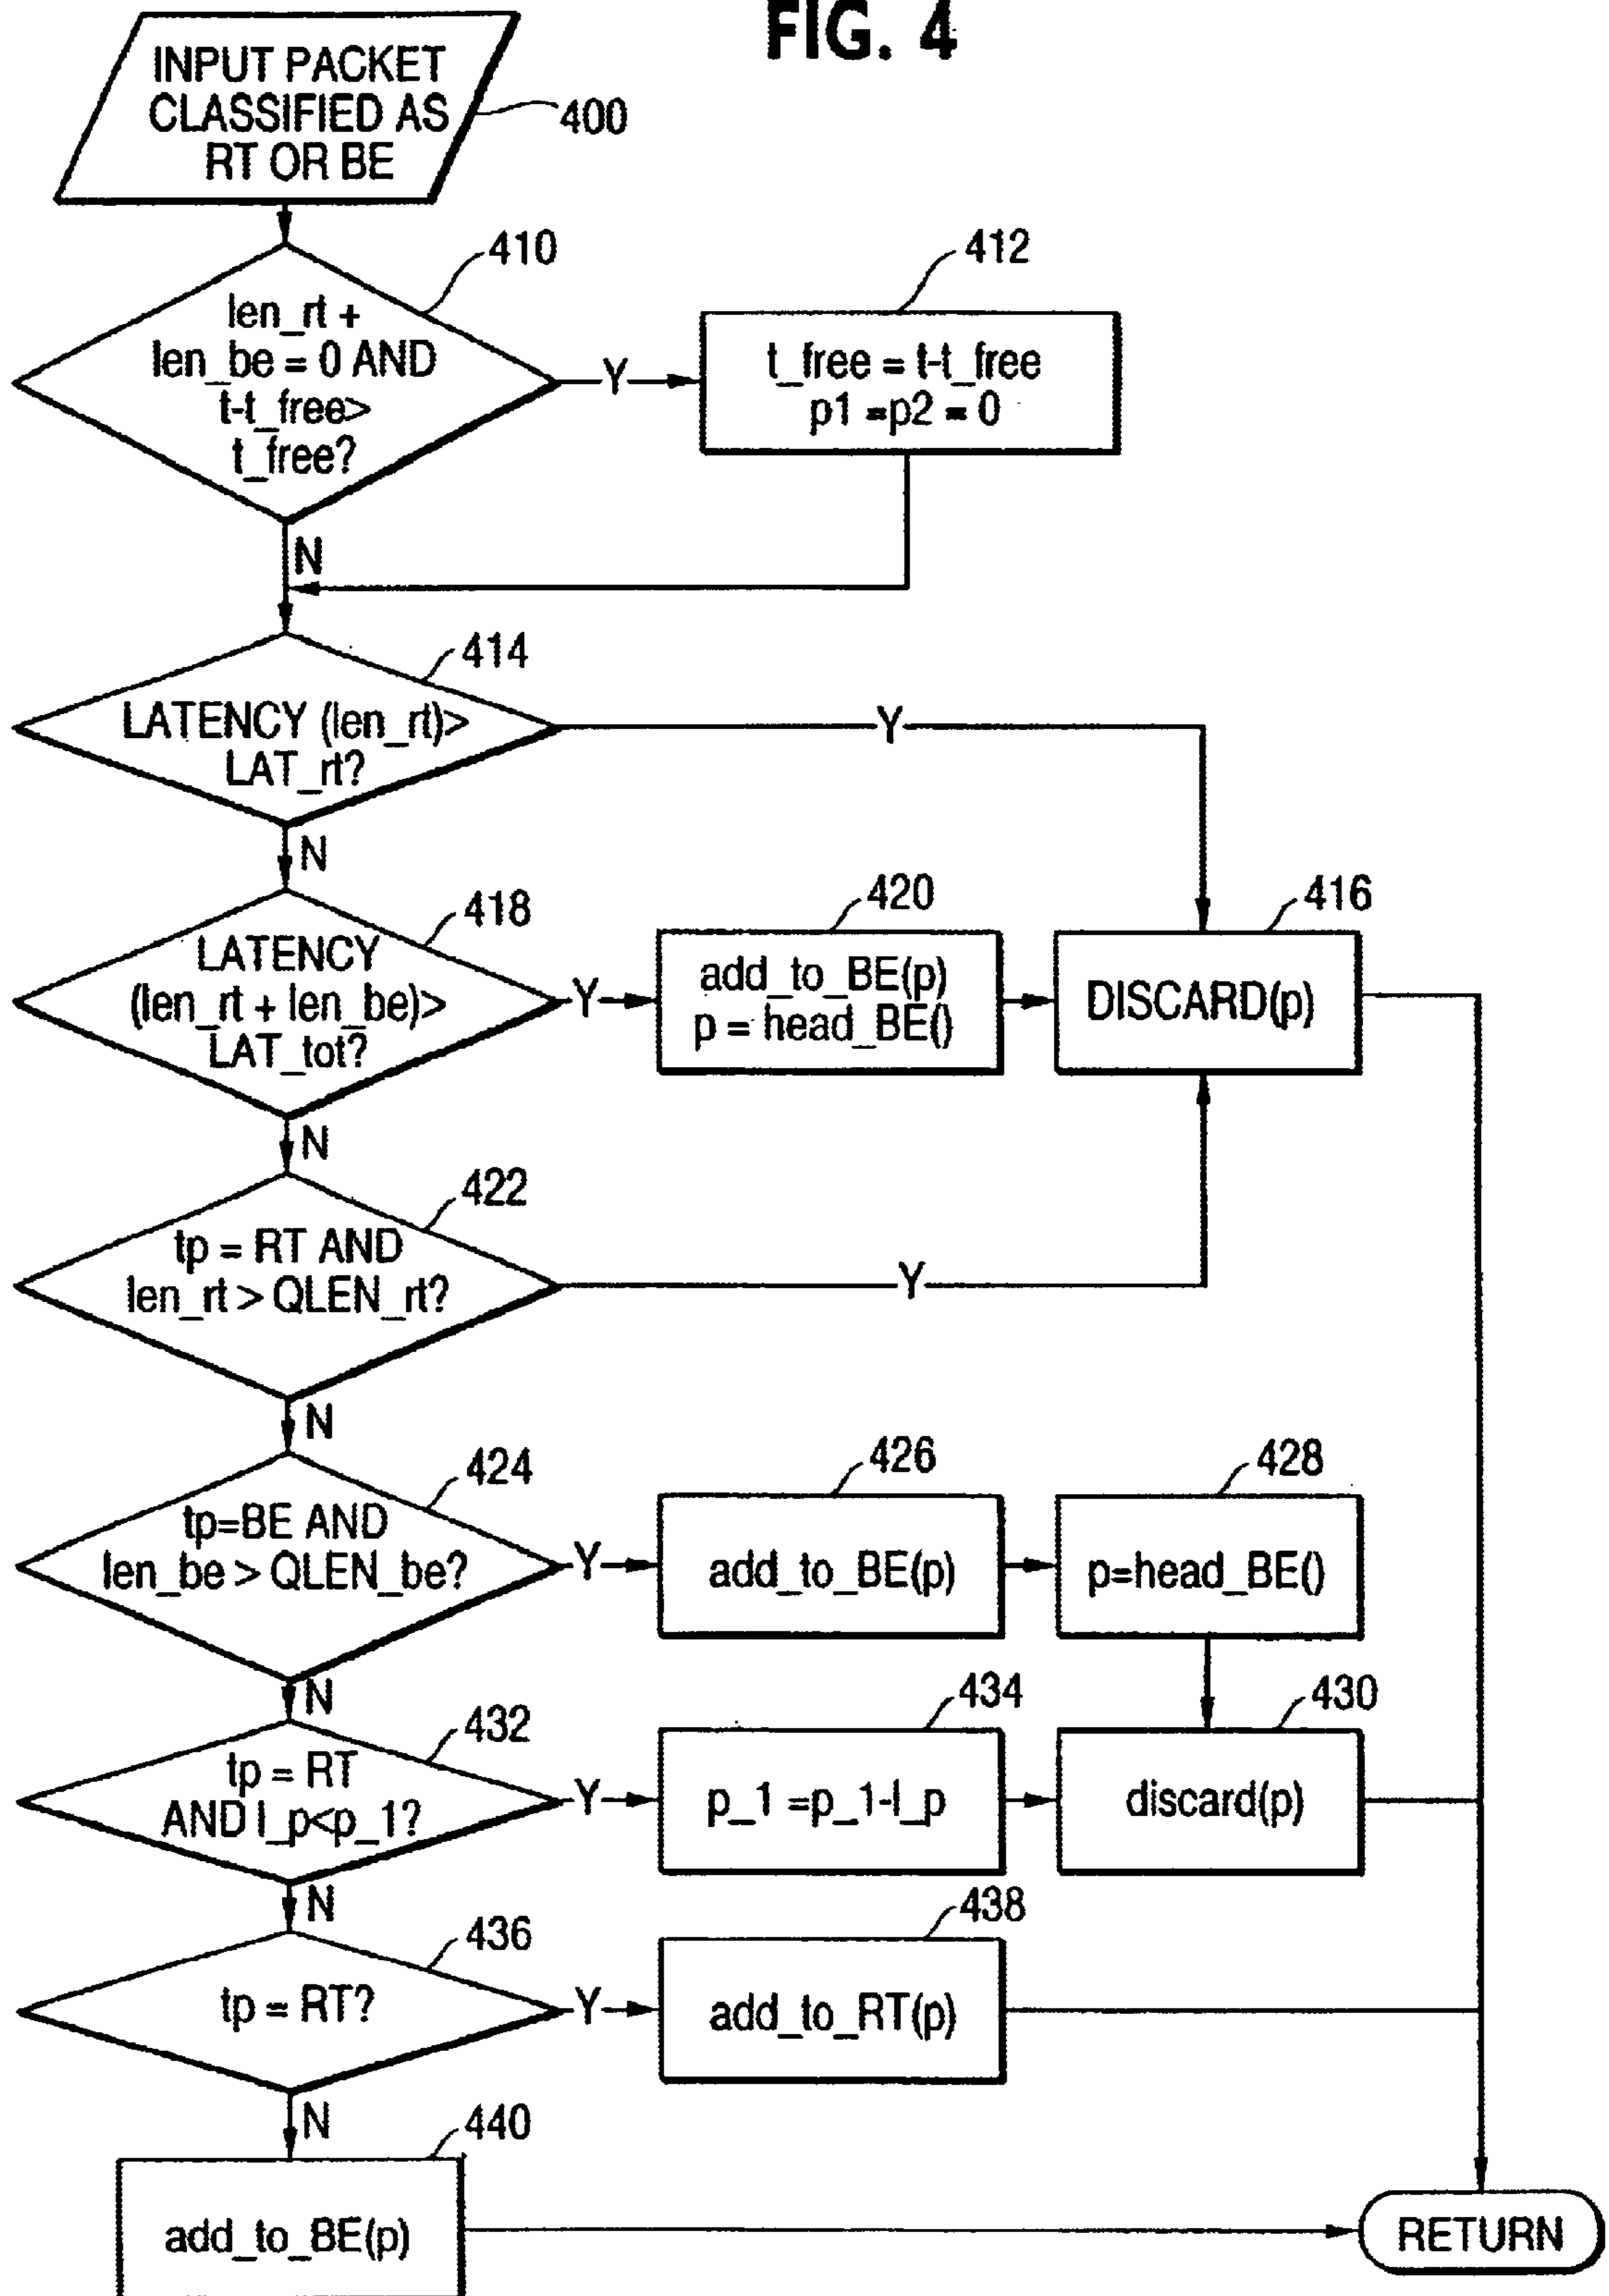 FIG. 4
INPUT PACKET
CLASSIFIED AS
RT OR BE
400
410
len_rt +
len_be = 0 AND
t-t_free>
t_free?
Y
412
t_free = t-t_free
p1 =p2 = 0
N
414
LATENCY (len_rt)>
LAT_rt?
Y
N
418
LATENCY
(len_rt + len_be)>
LAT_tot?
Y
420
add_to_BE(p)
p = head_BE()
416
DISCARD(p)
N
422
tp = RT AND
len_rt > QLEN_rt?
Y
N
424
tp=BE AND
len_be > QLEN_be?
Y
426
add_to_BE(p)
428
p=head_BE()
N
432
tp = RT
AND l_p<p_1?
Y
434
p_1 =p_1-l_p
430
discard(p)
N
436
tp = RT?
Y
438
add_to_RT(p)
N
440
add_to_BE(p)
RETURN